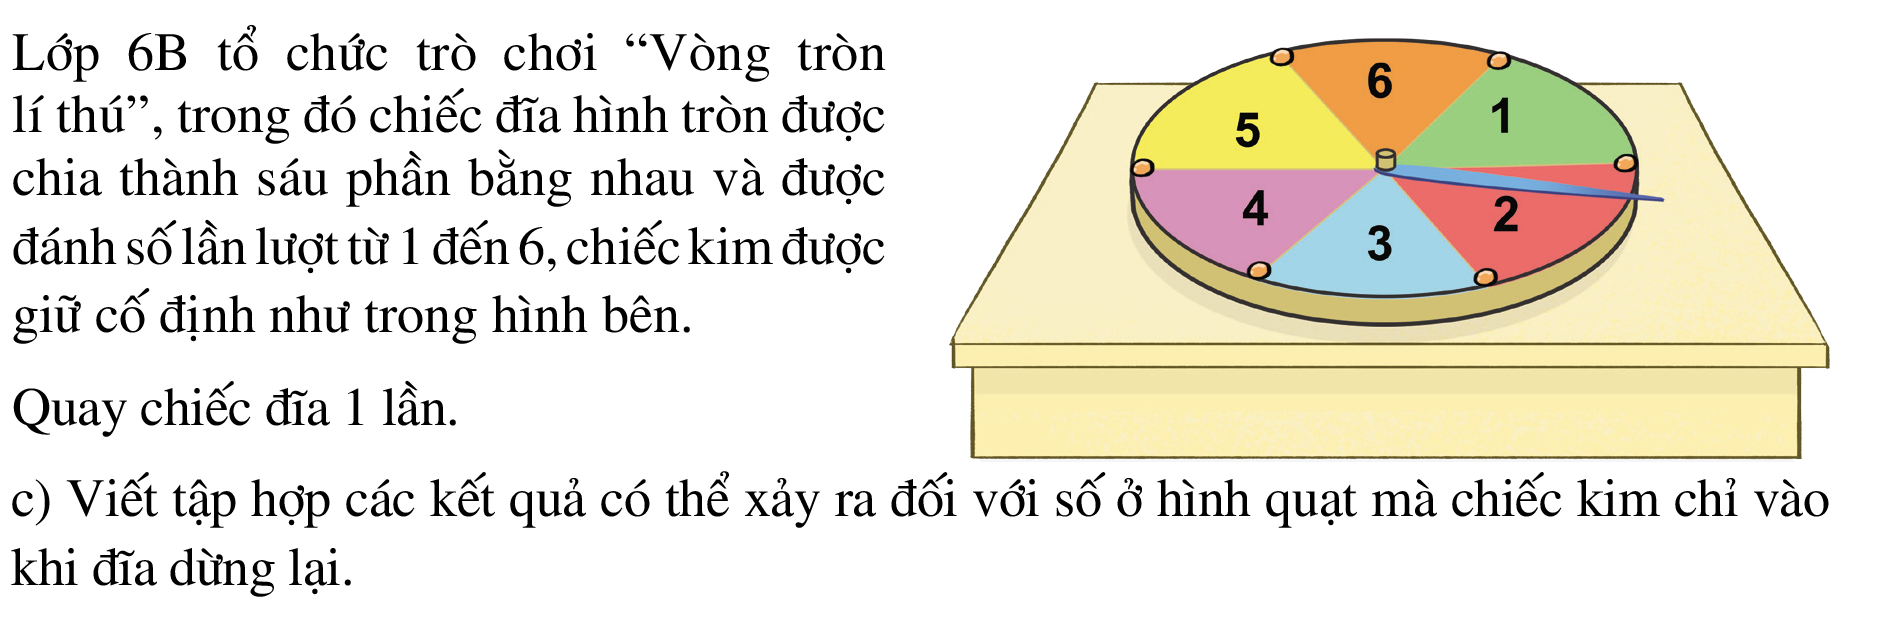 Lớp 6B tổ chức trò chơi “Vòng tròn
lí thú”, trong đó chiếc đĩa hình tròn được
chia thành sáu phần bằng nhau và được
đánh số lần lượt từ 1 đến 6, chiếc kim được
giữ cố định như trong hình bên.
Quay chiếc đĩa 1 lần.
6
1
5
4
2
3
c) Viết tập hợp các kết quả có thể xảy ra đối với số ở hình quạt mà chiếc kim chỉ vào
khi đĩa dừng lại.